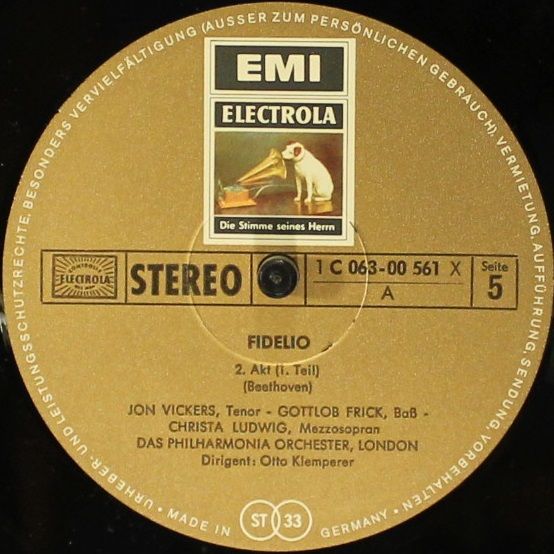 URHEBER- UND LEISTUNGSSCHUTZRECHTE, BESONDERS VERVIELFÄLTIGUNG (AUSSER ZUM PERSÖNLICHEN GEBRAUCH), VERMIETUNG, AUFFÜHRUNG, SENDUNG, VORBEHALTEN
EMI
ELECTROLA
Die Stimme seines Herrn
ELECTROLA
STEREO
1 C 063-00 561 X
A
Seite
5
FIDELIO
2. Akt (1. Teil)
(Beethoven)
JON VICKERS, Tenor - GOTTLOB FRICK, Baß -
CHRISTA LUDWIG, Mezzosopran
DAS PHILHARMONIA ORCHESTER, LONDON
Dirigent: Otto Klemperer
• MADE IN ST 33 GERMANY •